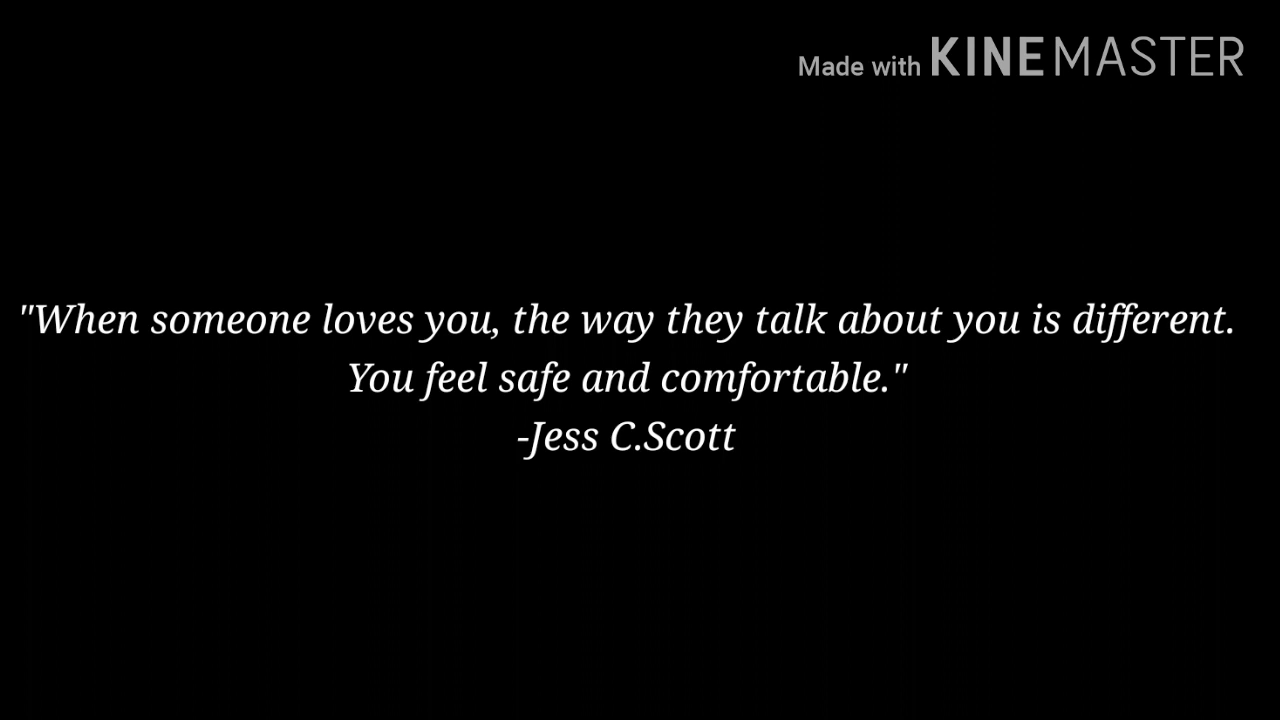 Made with KINEMASTER
"When someone loves you, the way they talk about you is different.
You feel safe and comfortable."
-Jess C.Scott